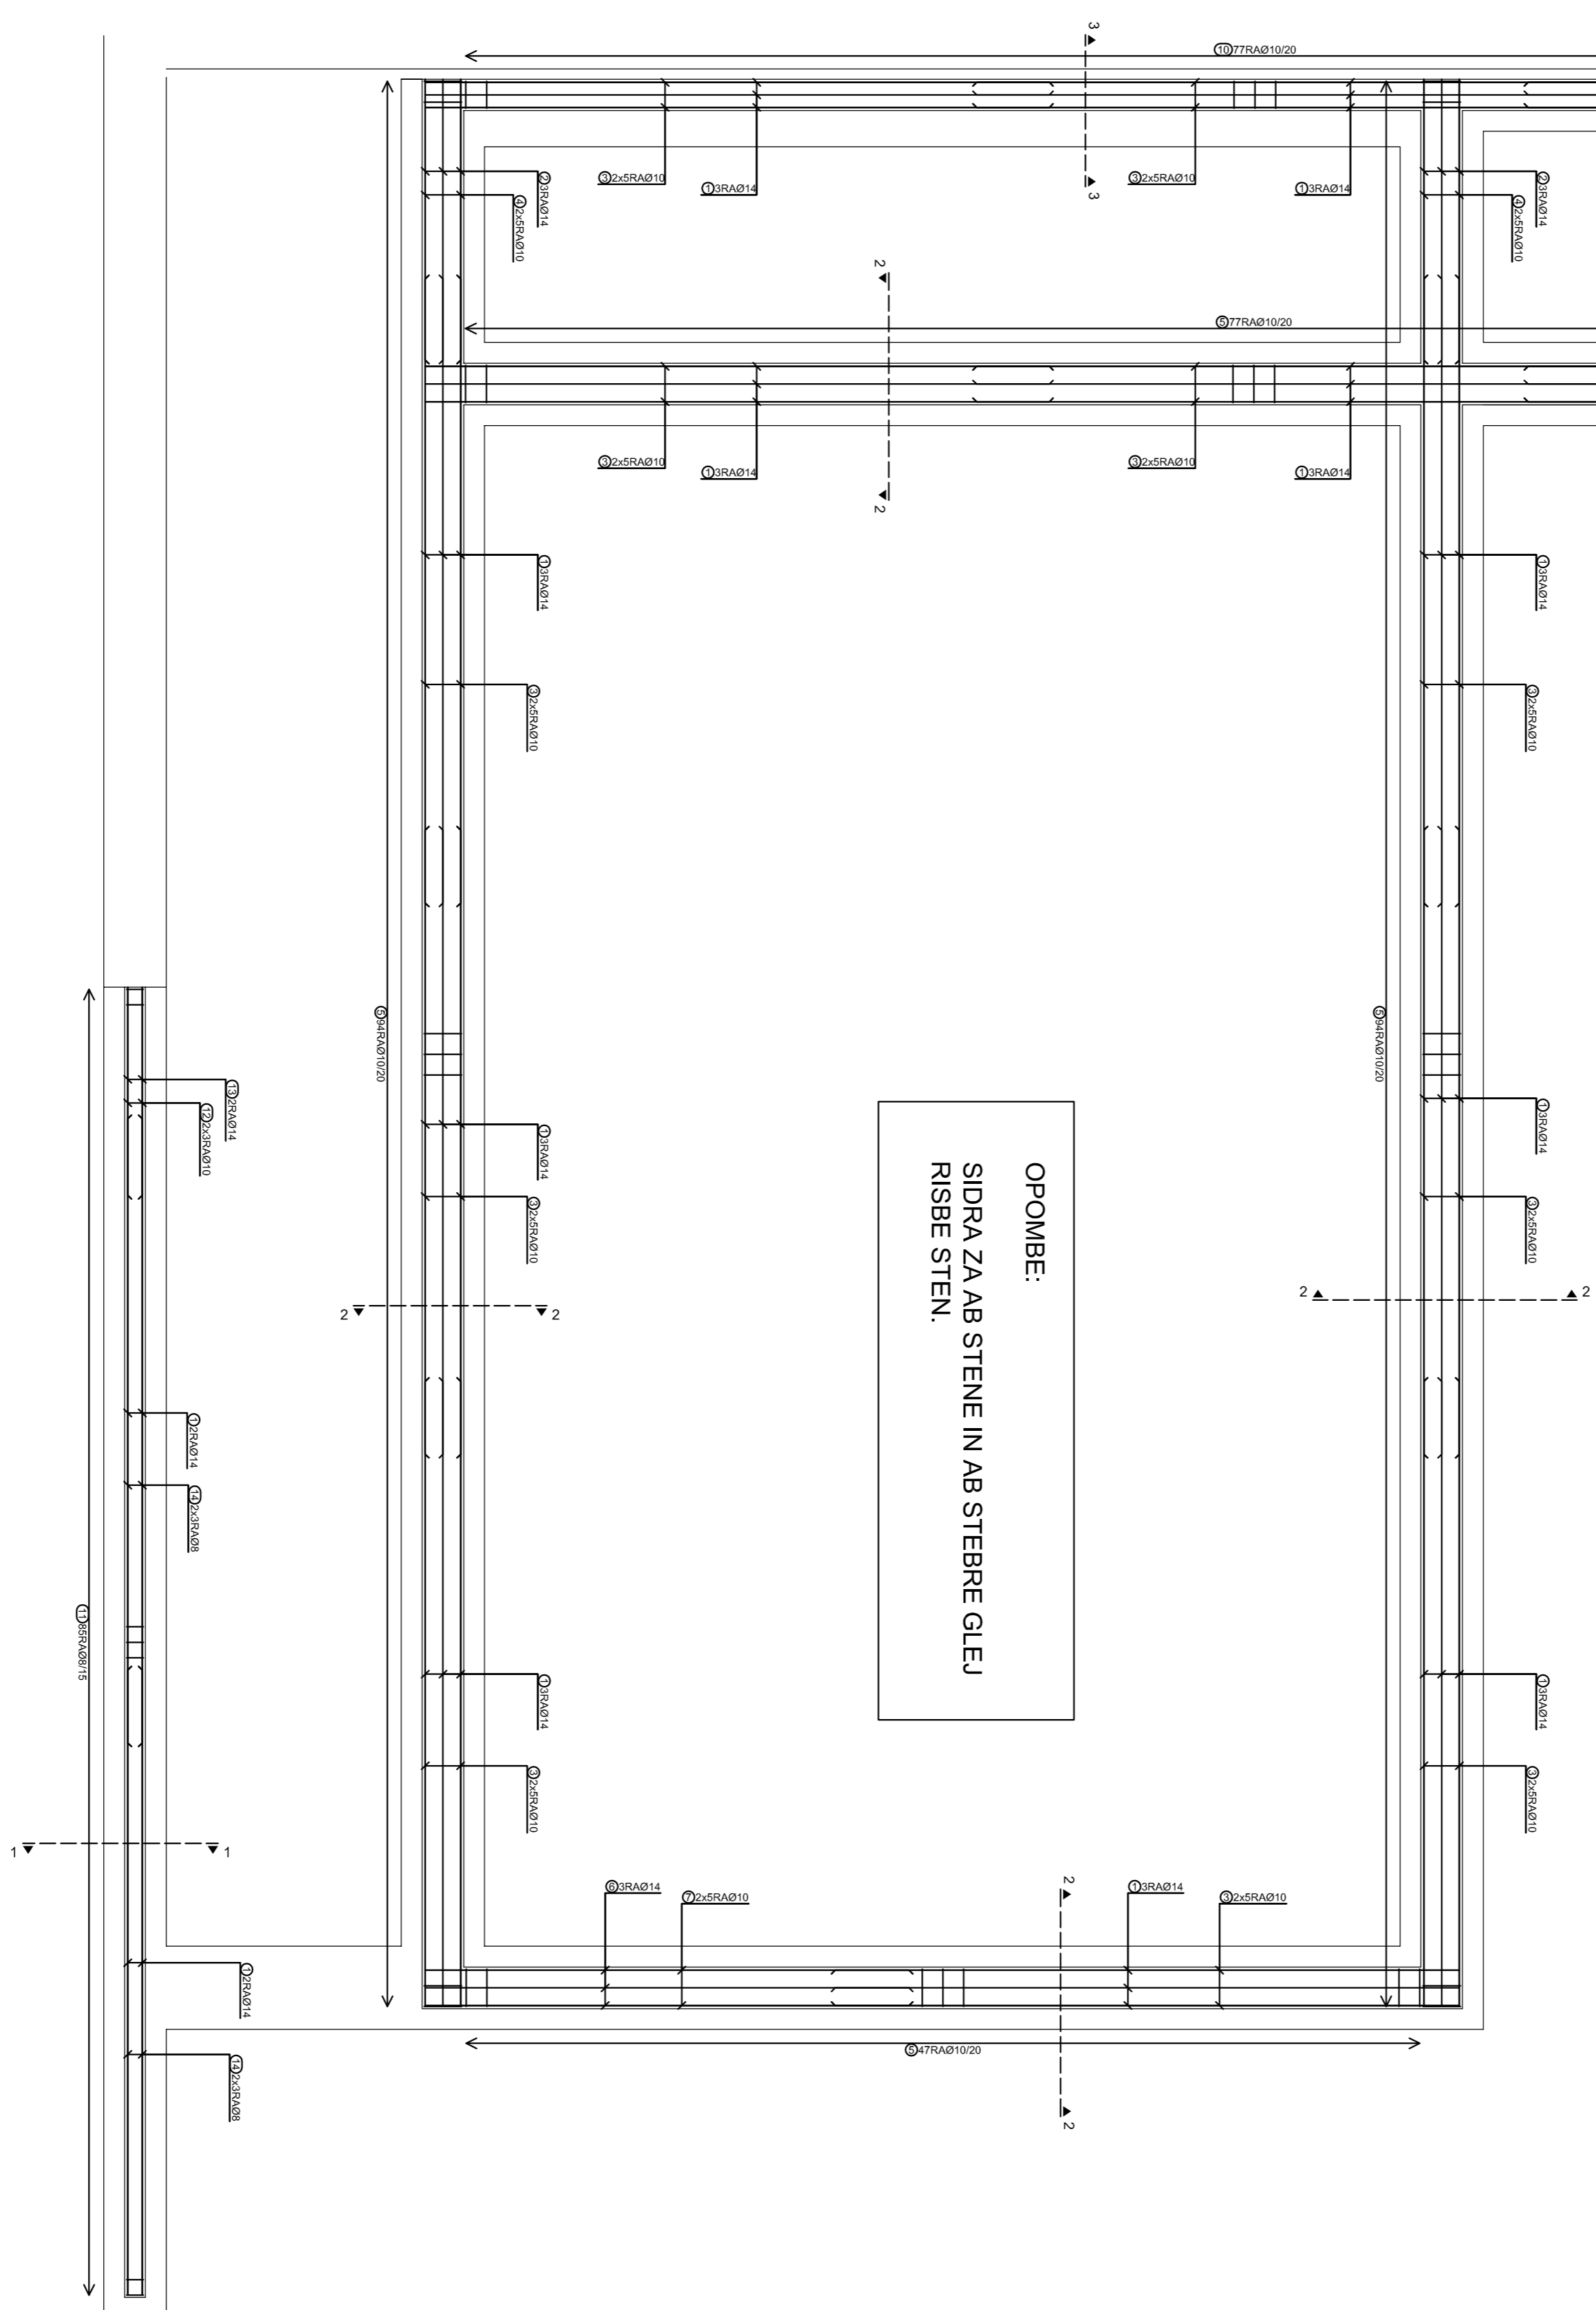 3
⑩77RAØ10/20
③2x5RAØ10
①3RAØ14
③2x5RAØ10
①3RAØ14
3
②3RAØ14
④2x5RAØ10
②3RAØ14
④2x5RAØ10
2
⑤77RAØ10/20
③2x5RAØ10
①3RAØ14
③2x5RAØ10
①3RAØ14
2
①3RAØ14
①3RAØ14
③2x5RAØ10
③2x5RAØ10
⑤94RAØ10/20
⑤94RAØ10/20
⑬2RAØ14
⑫2x3RAØ10
①3RAØ14
①3RAØ14
③2x5RAØ10
③2x5RAØ10
OPOMBE:
SIDRA ZA AB STENE IN AB STEBRE GLEJ
RISBE STEN.
2
2
2
2
①2RAØ14
⑭2x3RAØ8
⑪85RAØ8/15
①3RAØ14
①3RAØ14
③2x5RAØ10
③2x5RAØ10
1
1
⑥3RAØ14
⑦2x5RAØ10
2
①3RAØ14
③2x5RAØ10
①2RAØ14
⑤47RAØ10/20
⑭2x3RAØ8
2